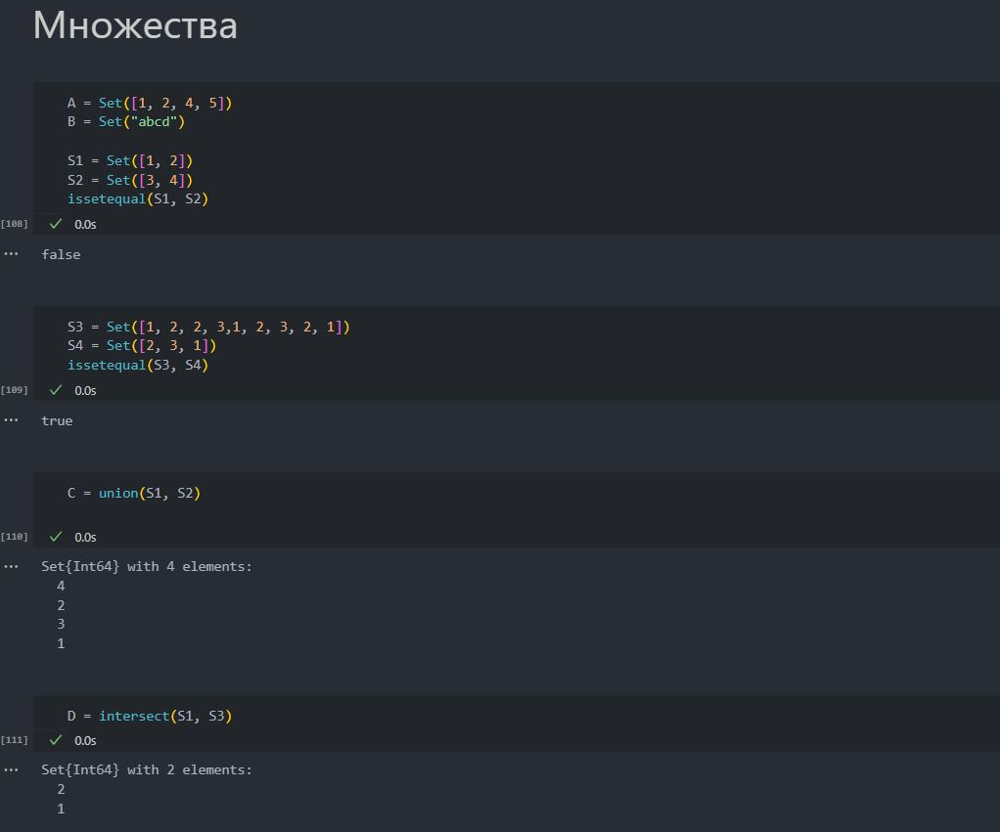 Множества
A = Set([1, 2, 4, 5])
B = Set("abcd")
S1 = Set([1, 2])
S2 = Set([3, 4])
issetequal(S1, S2)
[108] ✓ 0.0s
... false
S3 = Set([1, 2, 2, 3,1, 2, 3, 2, 1])
S4 = Set([2, 3, 1])
issetequal(S3, S4)
[109] ✓ 0.0s
... true
C = union(S1, S2)
[110] ✓ 0.0s
... Set{Int64} with 4 elements:
4
2
3
1
D = intersect(S1, S3)
[111] ✓ 0.0s
... Set{Int64} with 2 elements:
2
1